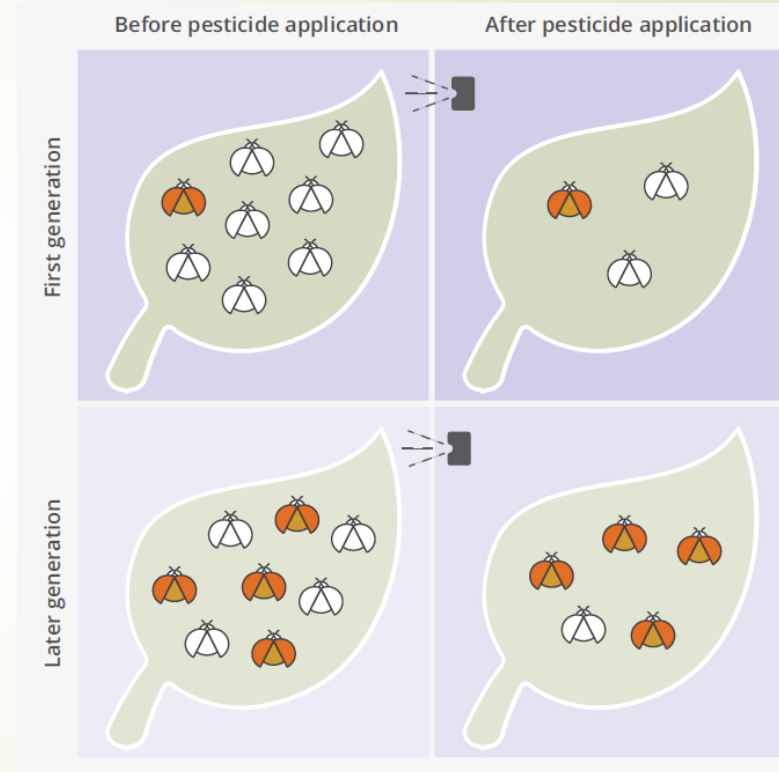 Before pesticide application
After pesticide application
First generation
Later generation